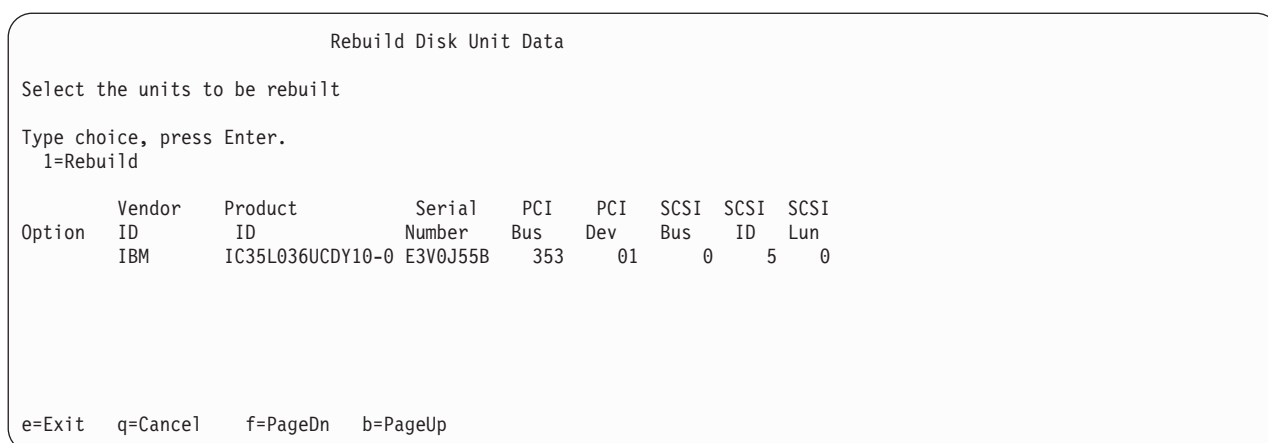 Rebuild Disk Unit Data
Select the units to be rebuilt
Type choice, press Enter.
1=Rebuild
Vendor Product Serial PCI PCI SCSI SCSI SCSI
Option ID ID Number Bus Dev Bus ID Lun
IBM IC35L036UCDY10-0 E3V0J55B 353 01 0 5 0
e=Exit q=Cancel f=PageDn b=PageUp